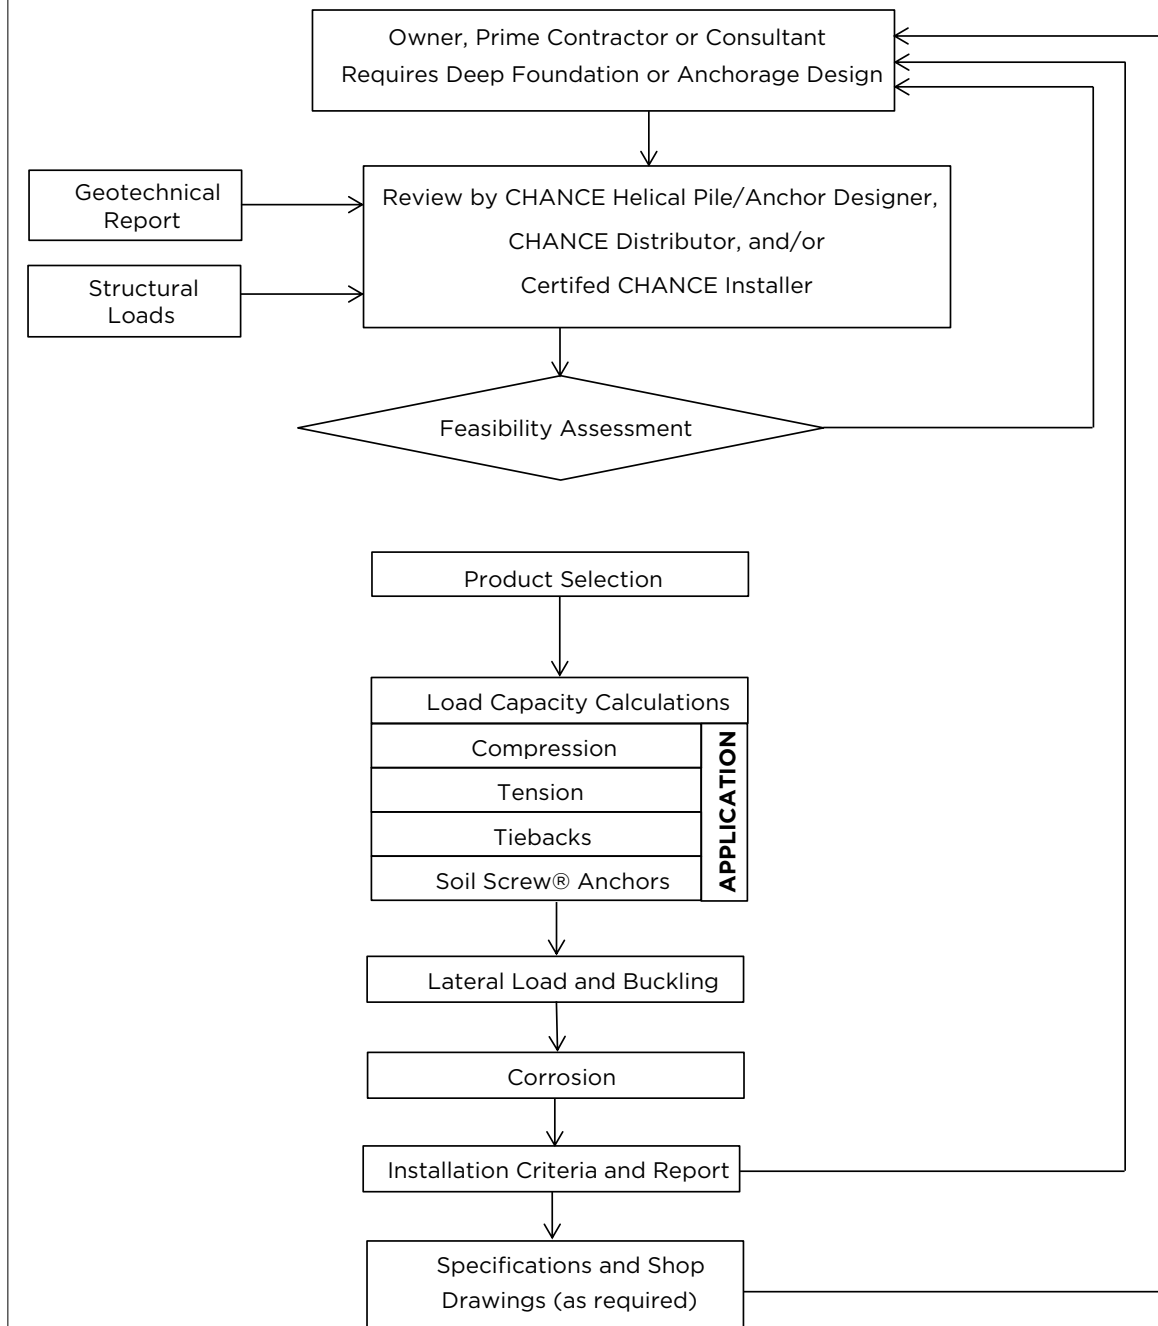 Owner, Prime Contractor or Consultant
Requires Deep Foundation or Anchorage Design
Geotechnical
Report
Structural
Loads
Review by CHANCE Helical Pile/Anchor Designer,
CHANCE Distributor, and/or
Certifed CHANCE Installer
Feasibility Assessment
Product Selection
Load Capacity Calculations
Compression
Tension
Tiebacks
Soil Screw® Anchors
APPLICATION
Lateral Load and Buckling
Corrosion
Installation Criteria and Report
Specifications and Shop
Drawings (as required)